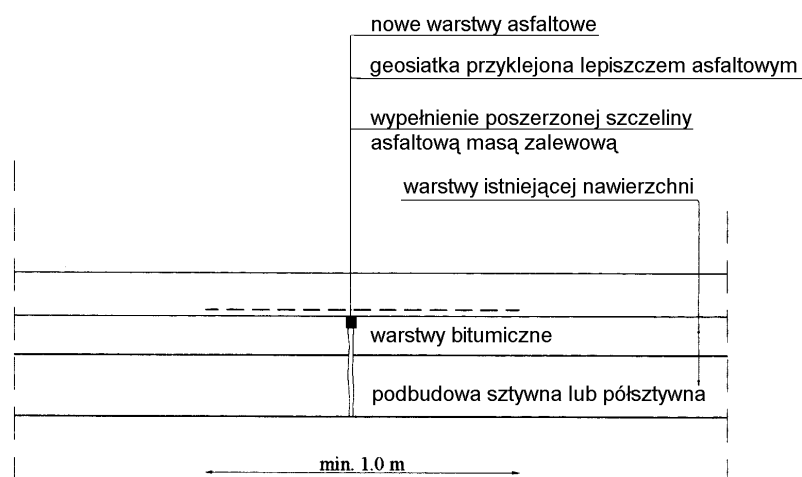 nowe warstwy asfaltowe
geosiatka przyklejona lepiszczem asfaltowym
wypełnienie poszerzonej szczeliny
asfaltową masą zalewową
warstwy istniejącej nawierzchni
warstwy bitumiczne
podbudowa sztywna lub półsztywna
min. 1.0 m